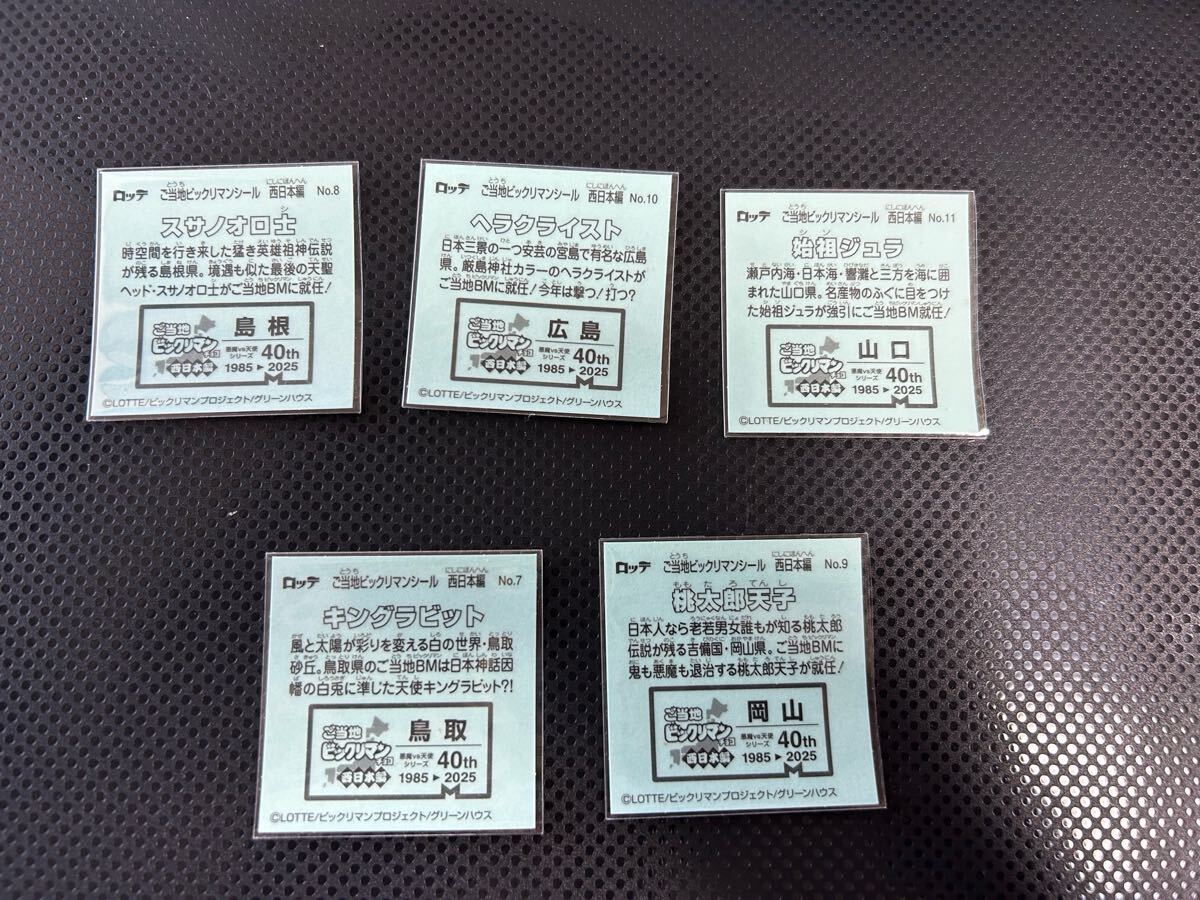 ロッテ ご当地ビックリマンシール 西日本編 No.8
スサノオロ士
時空間を行き来した猛き英雄祖神伝説
が残る島根県。境遇も似た最後の天聖
ヘッド・スサノオロ士がご当地BMに就任!
ご当地ビックリマンチョコ 西日本編
島根
悪魔vs天使シリーズ 40th
1985▶2025
©LOTTE/ビックリマンプロジェクト/グリーンハウス
ロッテ ご当地ビックリマンシール 西日本編 No.10
ヘラクライスト
日本三景の一つ安芸の宮島で有名な広島
県。厳島神社カラーのヘラクライストが
ご当地BMに就任!今年は撃つ!打つ?
ご当地ビックリマンチョコ 西日本編
広島
悪魔vs天使シリーズ 40th
1985▶2025
©LOTTE/ビックリマンプロジェクト/グリーンハウス
ロッテ ご当地ビックリマンシール 西日本編 No.11
始祖ジュラ
瀬戸内海・日本海・響灘と三方を海に囲
まれた山口県。名産物のふぐに目をつけ
た始祖ジュラが強引にご当地BM就任!
ご当地ビックリマンチョコ 西日本編
山口
悪魔vs天使シリーズ 40th
1985▶2025
©LOTTE/ビックリマンプロジェクト/グリーンハウス
ロッテ ご当地ビックリマンシール 西日本編 No.7
キングラビット
風と太陽が彩りを変える白の世界・鳥取
砂丘。鳥取県のご当地BMは日本神話因
幡の白兎に準じた天使キングラビット?!
ご当地ビックリマンチョコ 西日本編
鳥取
悪魔vs天使シリーズ 40th
1985▶2025
©LOTTE/ビックリマンプロジェクト/グリーンハウス
ロッテ ご当地ビックリマンシール 西日本編 No.9
桃太郎天子
日本人なら老若男女誰もが知る桃太郎
伝説が残る吉備国・岡山県。ご当地BMに
鬼も悪魔も退治する桃太郎天子が就任!
ご当地ビックリマンチョコ 西日本編
岡山
悪魔vs天使シリーズ 40th
1985▶2025
©LOTTE/ビックリマンプロジェクト/グリーンハウス